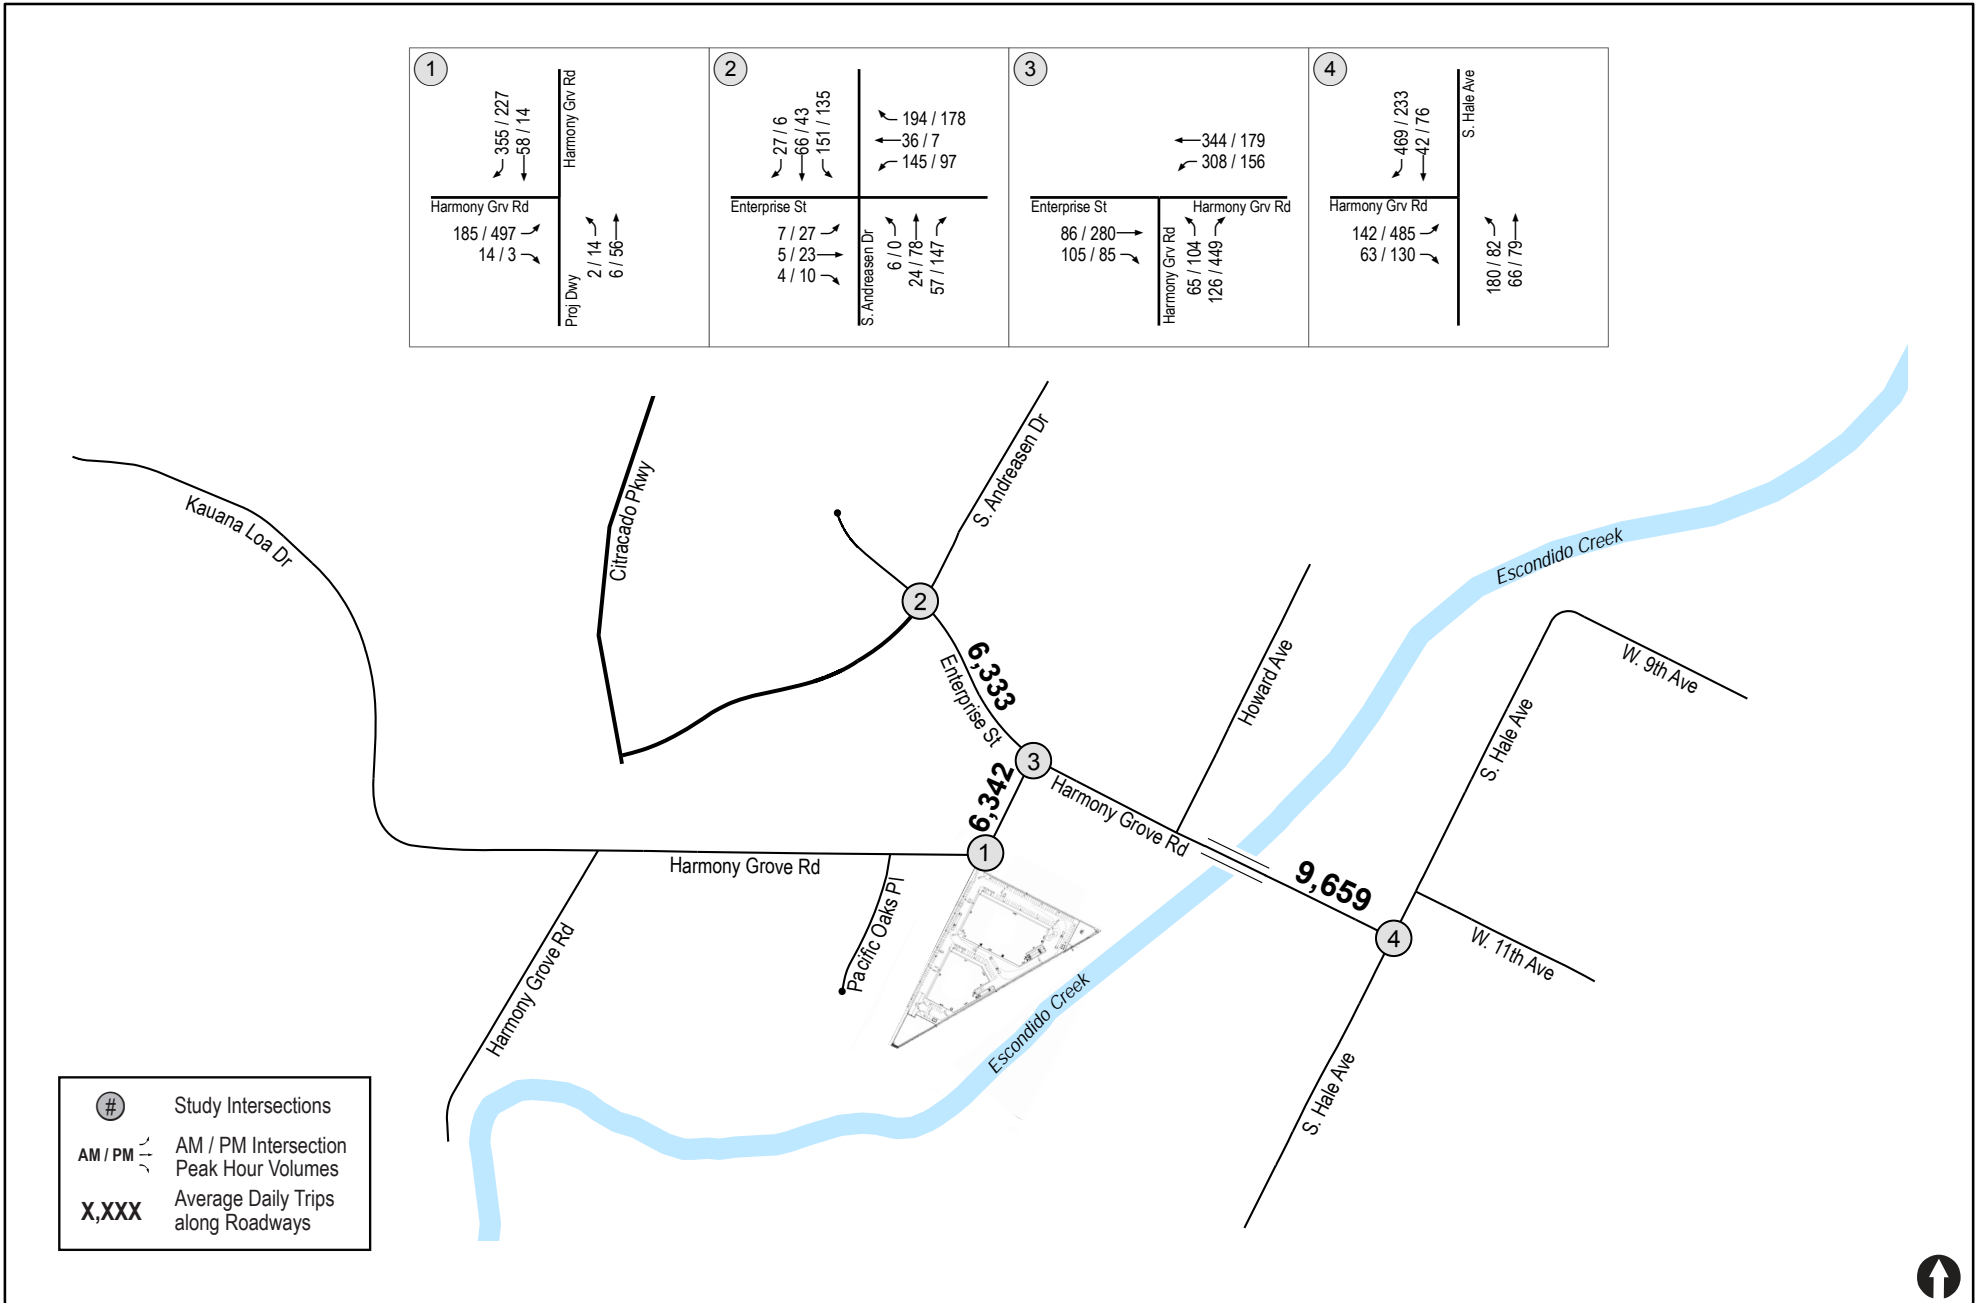 1
355 / 227
58 / 14
Harmony Grv Rd
Harmony Grv Rd
185 / 497
14 / 3
2 / 14
6 / 56
Proj Dwy
2
27 / 6
66 / 43
151 / 135
194 / 178
36 / 7
145 / 97
Enterprise St
7 / 27
5 / 23
4 / 10
S. Andreasen Dr
6 / 0
24 / 78
57 / 147
3
344 / 179
308 / 156
Enterprise St
Harmony Grv Rd
86 / 280
105 / 85
Harmony Grv Rd
65 / 104
126 / 449
4
469 / 233
42 / 76
S. Hale Ave
Harmony Grv Rd
142 / 485
63 / 130
180 / 82
66 / 79
Kauana Loa Dr
Citracado Pkwy
S. Andreasen Dr
2
6,333
Enterprise St
3
6,342
1
Harmony Grove Rd
Harmony Grove Rd
Harmony Grove Rd
Pacific Oaks Pl
Howard Ave
Escondido Creek
Escondido Creek
9,659
4
W. 9th Ave
S. Hale Ave
W. 11th Ave
S. Hale Ave
# Study Intersections
AM / PM AM / PM Intersection
Peak Hour Volumes
X,XXX Average Daily Trips
along Roadways